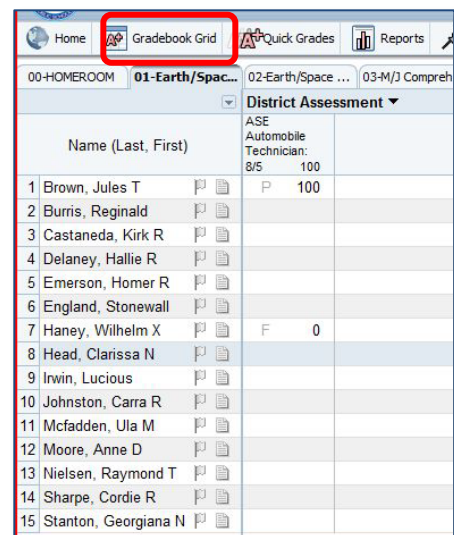 Home Gradebook Grid Quick Grades Reports
00-HOMEROOM 01-Earth/Spac... 02-Earth/Space ... 03-M/J Compreh
District Assessment
Name (Last, First)
ASE
Automobile
Technician:
8/5 100
1 Brown, Jules T P 100
2 Burris, Reginald
3 Castaneda, Kirk R
4 Delaney, Hallie R
5 Emerson, Homer R
6 England, Stonewall
7 Haney, Wilhelm X F 0
8 Head, Clarissa N
9 Irwin, Lucious
10 Johnston, Carra R
11 Mcfadden, Ula M
12 Moore, Anne D
13 Nielsen, Raymond T
14 Sharpe, Cordie R
15 Stanton, Georgiana N